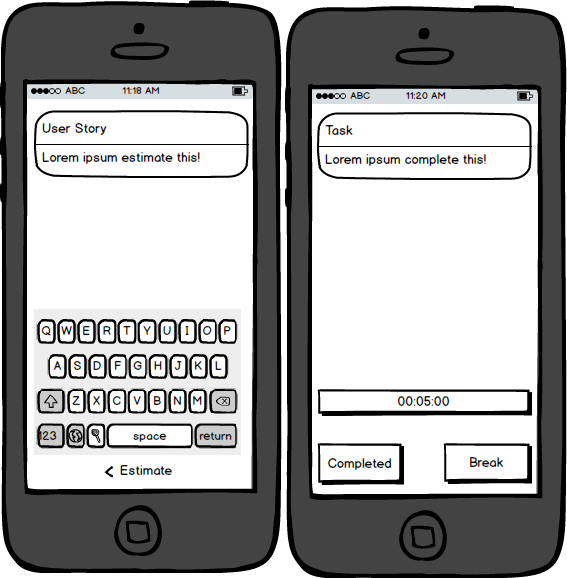 ABC 11:18 AM
User Story
Lorem ipsum estimate this!
Q W E R T Y U I O P
A S D F G H J K L
Z X C V B N M
123 space return
< Estimate
ABC 11:20 AM
Task
Lorem ipsum complete this!
00:05:00
Completed Break